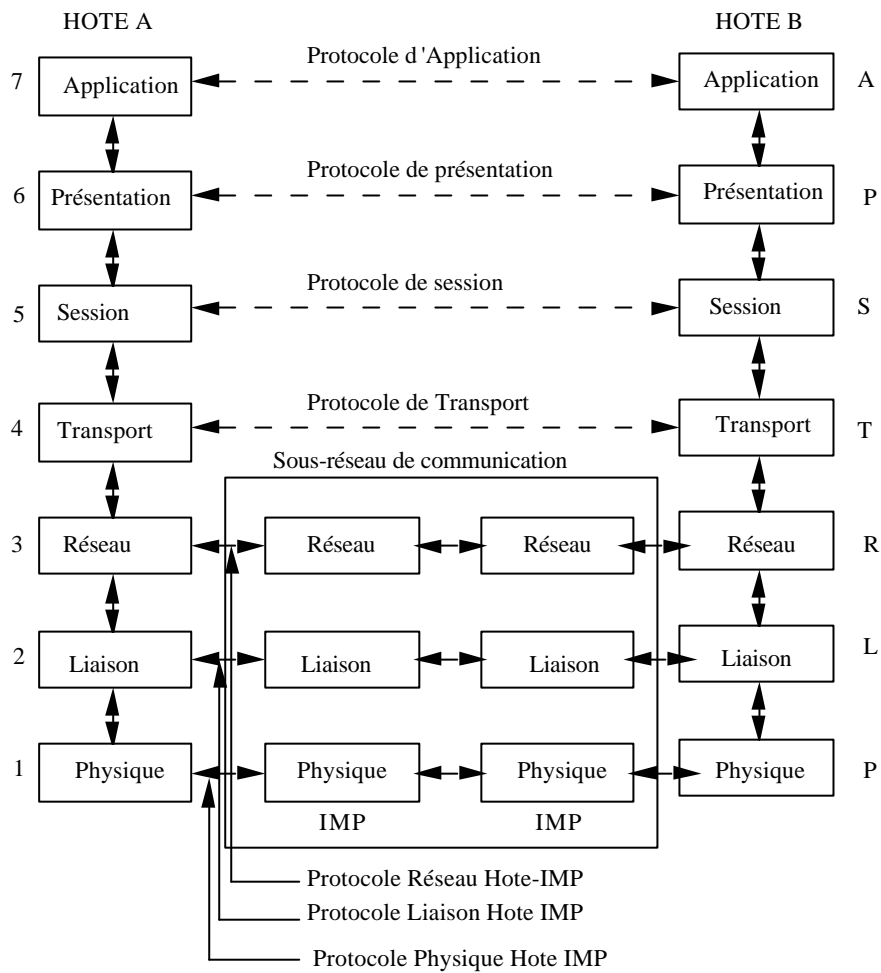 HOTE A
HOTE B
Protocole d'Application
7
Application
Application
A
Protocole de présentation
6
Présentation
Présentation
P
Protocole de session
5
Session
Session
S
Protocole de Transport
4
Transport
Transport
T
Sous-réseau de communication
3
Réseau
Réseau
Réseau
Réseau
R
2
Liaison
Liaison
Liaison
Liaison
L
1
Physique
Physique
Physique
Physique
P
IMP
IMP
Protocole Réseau Hote-IMP
Protocole Liaison Hote IMP
Protocole Physique Hote IMP